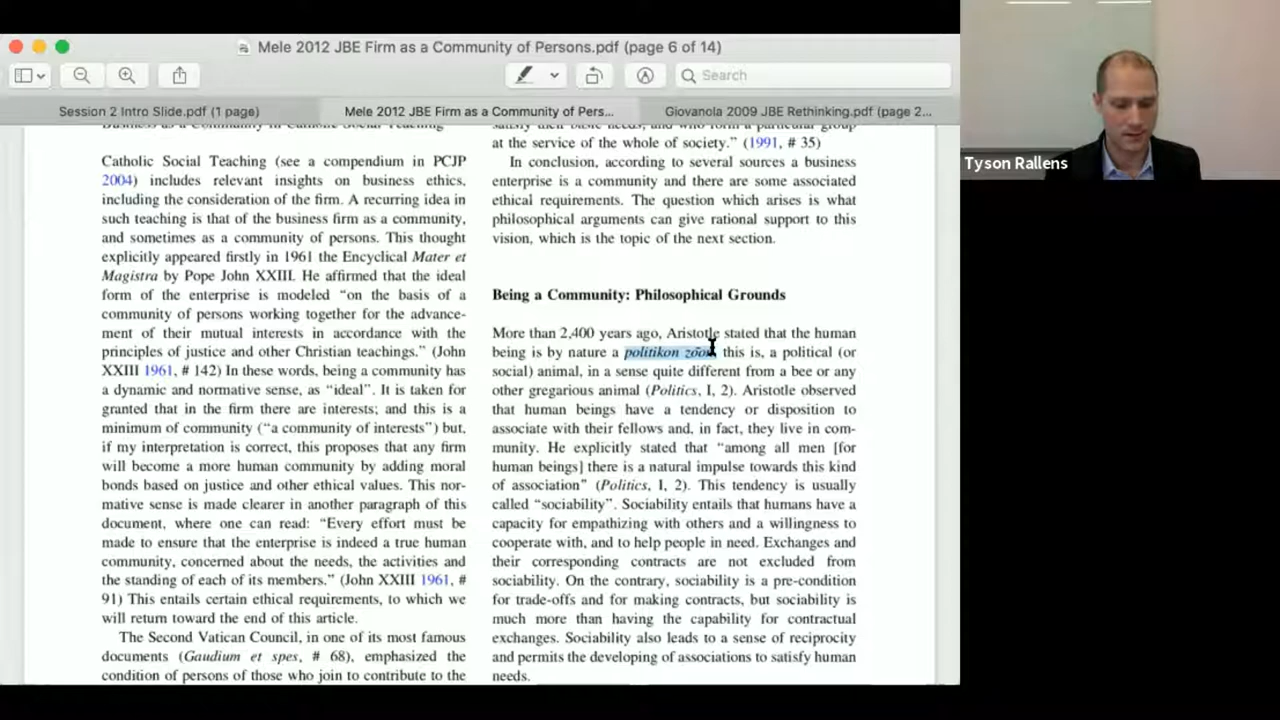 Mele 2012 JBE Firm as a Community of Persons.pdf (page 6 of 14)
Search
Session 2 Intro Slide.pdf (1 page)
Mele 2012 JBE Firm as a Community of Pers...
Giovanola 2009 JBE Rethinking.pdf (page 2...
Tyson Rallens
Business as a Community in Catholic Social Teaching
Catholic Social Teaching (see a compendium in PCJP
2004) includes relevant insights on business ethics,
including the consideration of the firm. A recurring idea in
such teaching is that of the business firm as a community,
and sometimes as a community of persons. This thought
explicitly appeared firstly in 1961 the Encyclical Mater et
Magistra by Pope John XXIII. He affirmed that the ideal
form of the enterprise is modeled “on the basis of a
community of persons working together for the advance-
ment of their mutual interests in accordance with the
principles of justice and other Christian teachings.” (John
XXIII 1961, # 142) In these words, being a community has
a dynamic and normative sense, as “ideal”. It is taken for
granted that in the firm there are interests; and this is a
minimum of community (“a community of interests”) but,
if my interpretation is correct, this proposes that any firm
will become a more human community by adding moral
bonds based on justice and other ethical values. This nor-
mative sense is made clearer in another paragraph of this
document, where one can read: “Every effort must be
made to ensure that the enterprise is indeed a true human
community, concerned about the needs, the activities and
the standing of each of its members.” (John XXIII 1961, #
91) This entails certain ethical requirements, to which we
will return toward the end of this article.
The Second Vatican Council, in one of its most famous
documents (Gaudium et spes, # 68), emphasized the
condition of persons of those who join to contribute to the
satisfy their basic needs, and who form a particular group
at the service of the whole of society.” (1991, # 35)
In conclusion, according to several sources a business
enterprise is a community and there are some associated
ethical requirements. The question which arises is what
philosophical arguments can give rational support to this
vision, which is the topic of the next section.
Being a Community: Philosophical Grounds
More than 2,400 years ago, Aristotle stated that the human
being is by nature a politikon zōon, this is, a political (or
social) animal, in a sense quite different from a bee or any
other gregarious animal (Politics, I, 2). Aristotle observed
that human beings have a tendency or disposition to
associate with their fellows and, in fact, they live in com-
munity. He explicitly stated that “among all men [for
human beings] there is a natural impulse towards this kind
of association” (Politics, I, 2). This tendency is usually
called “sociability”. Sociability entails that humans have a
capacity for empathizing with others and a willingness to
cooperate with, and to help people in need. Exchanges and
their corresponding contracts are not excluded from
sociability. On the contrary, sociability is a pre-condition
for trade-offs and for making contracts, but sociability is
much more than having the capability for contractual
exchanges. Sociability also leads to a sense of reciprocity
and permits the developing of associations to satisfy human
needs.